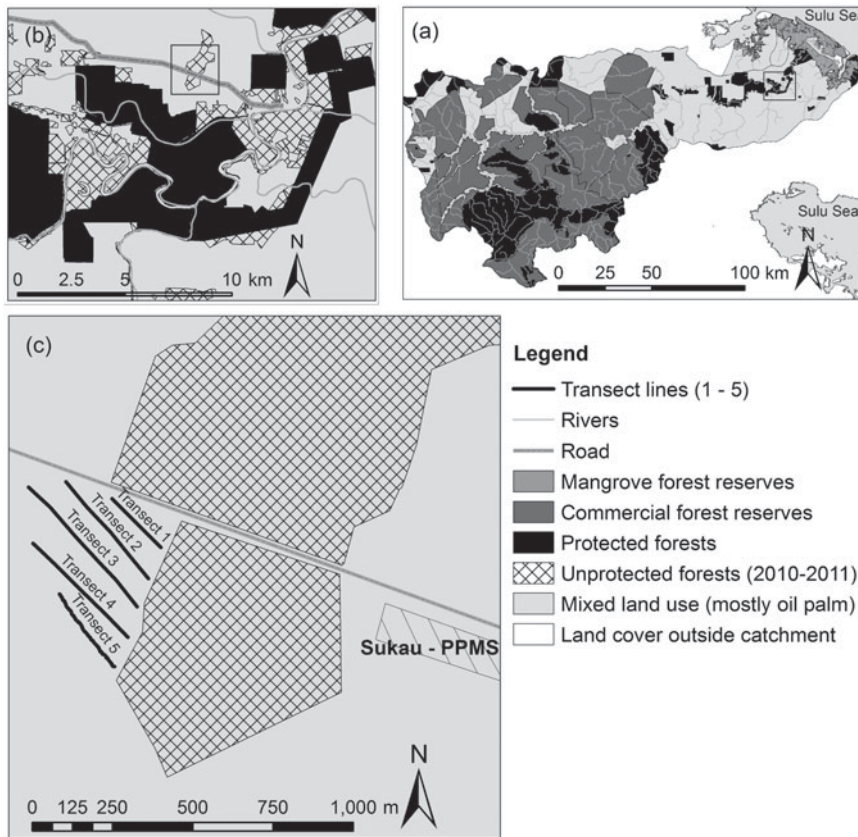 (b)
N
0 2.5 5 10 km
(a)
Sulu Sea
Sulu Sea
N
0 25 50 100 km
(c)
Transect 1
Transect 2
Transect 3
Transect 4
Transect 5
Sukau - PPMS
N
0 125 250 500 750 1,000 m
Legend
Transect lines (1 - 5)
Rivers
Road
Mangrove forest reserves
Commercial forest reserves
Protected forests
Unprotected forests (2010-2011)
Mixed land use (mostly oil palm)
Land cover outside catchment